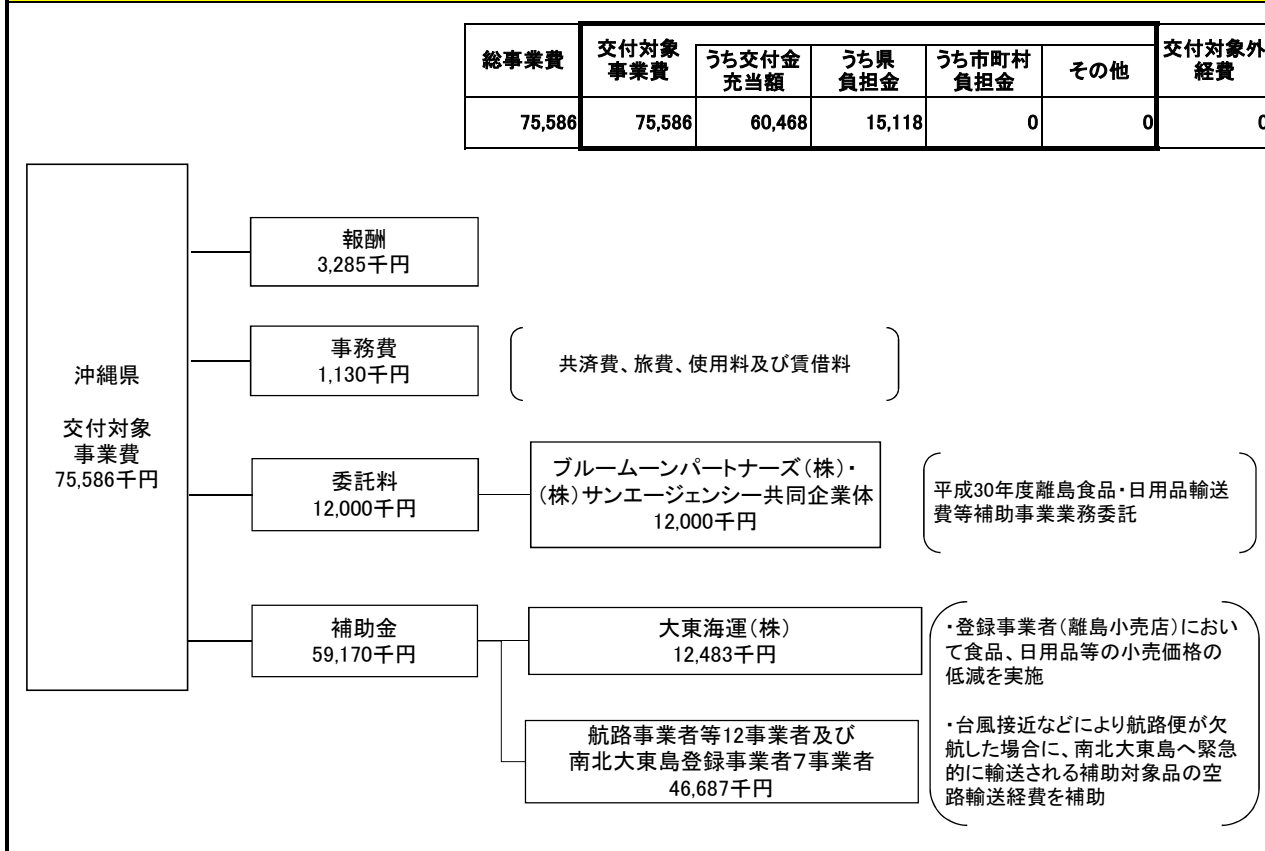 総事業費
交付対象
事業費
うち交付金
充当額
うち県
負担金
うち市町村
負担金
その他
交付対象外
経費
75,586 75,586 60,468 15,118 0 0 0
沖縄県
交付対象
事業費
75,586千円
報酬
3,285千円
事務費
1,130千円
共済費、旅費、使用料及び賃借料
委託料
12,000千円
ブルームーンパートナーズ(株)・
(株)サンエージェンシー共同企業体
12,000千円
平成30年度離島食品・日用品輸送
費等補助事業業務委託
補助金
59,170千円
大東海運(株)
12,483千円
航路事業者等12事業者及び
南北大東島登録事業者7事業者
46,687千円
・登録事業者(離島小売店)におい
て食品、日用品等の小売価格の
低減を実施
・台風接近などにより航路便が欠
航した場合に、南北大東島へ緊急
的に輸送される補助対象品の空
路輸送経費を補助